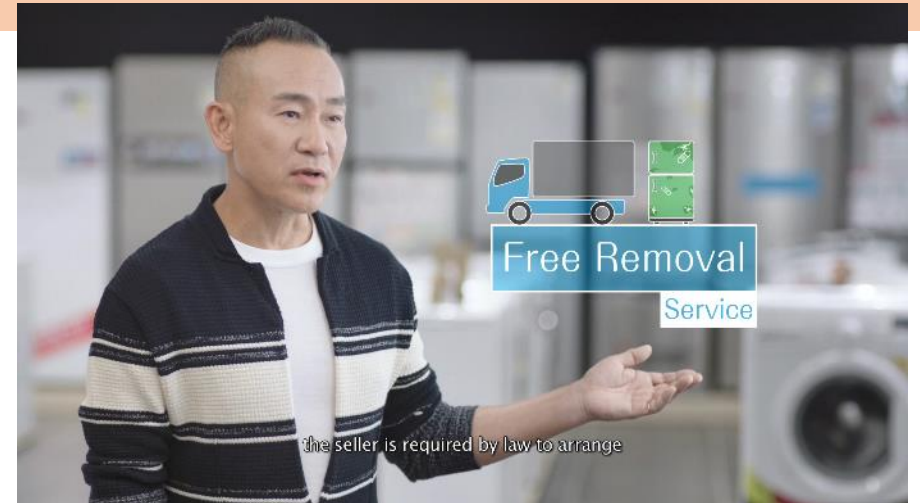 Free Removal
Service
the seller is required by law to arrange